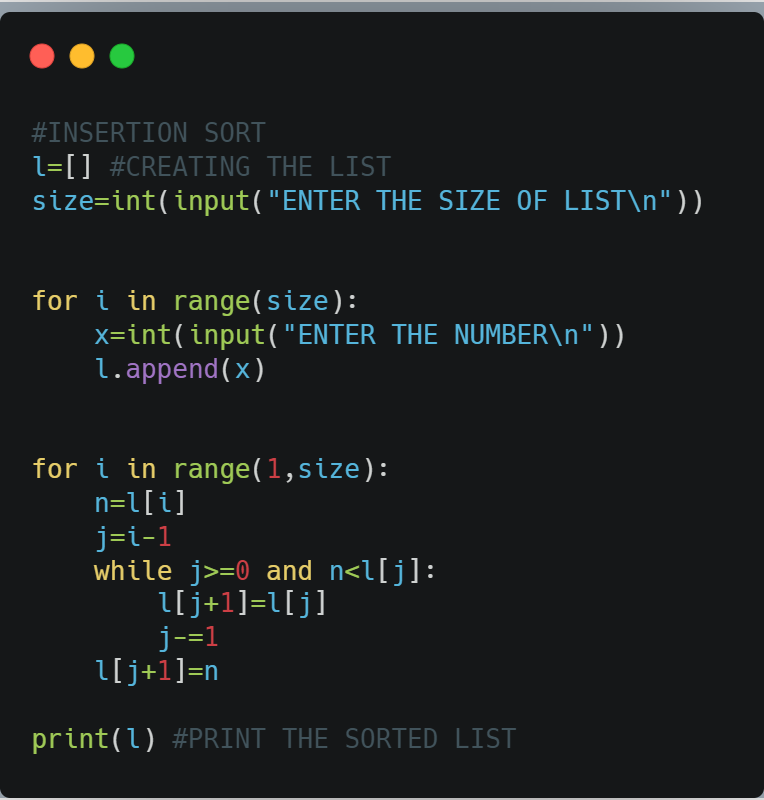 #INSERTION SORT
l=[] #CREATING THE LIST
size=int(input("ENTER THE SIZE OF LIST\n"))
for i in range(size):
    x=int(input("ENTER THE NUMBER\n"))
    l.append(x)
for i in range(1,size):
    n=l[i]
    j=i-1
    while j>=0 and n<l[j]:
        l[j+1]=l[j]
        j-=1
    l[j+1]=n
print(l) #PRINT THE SORTED LIST